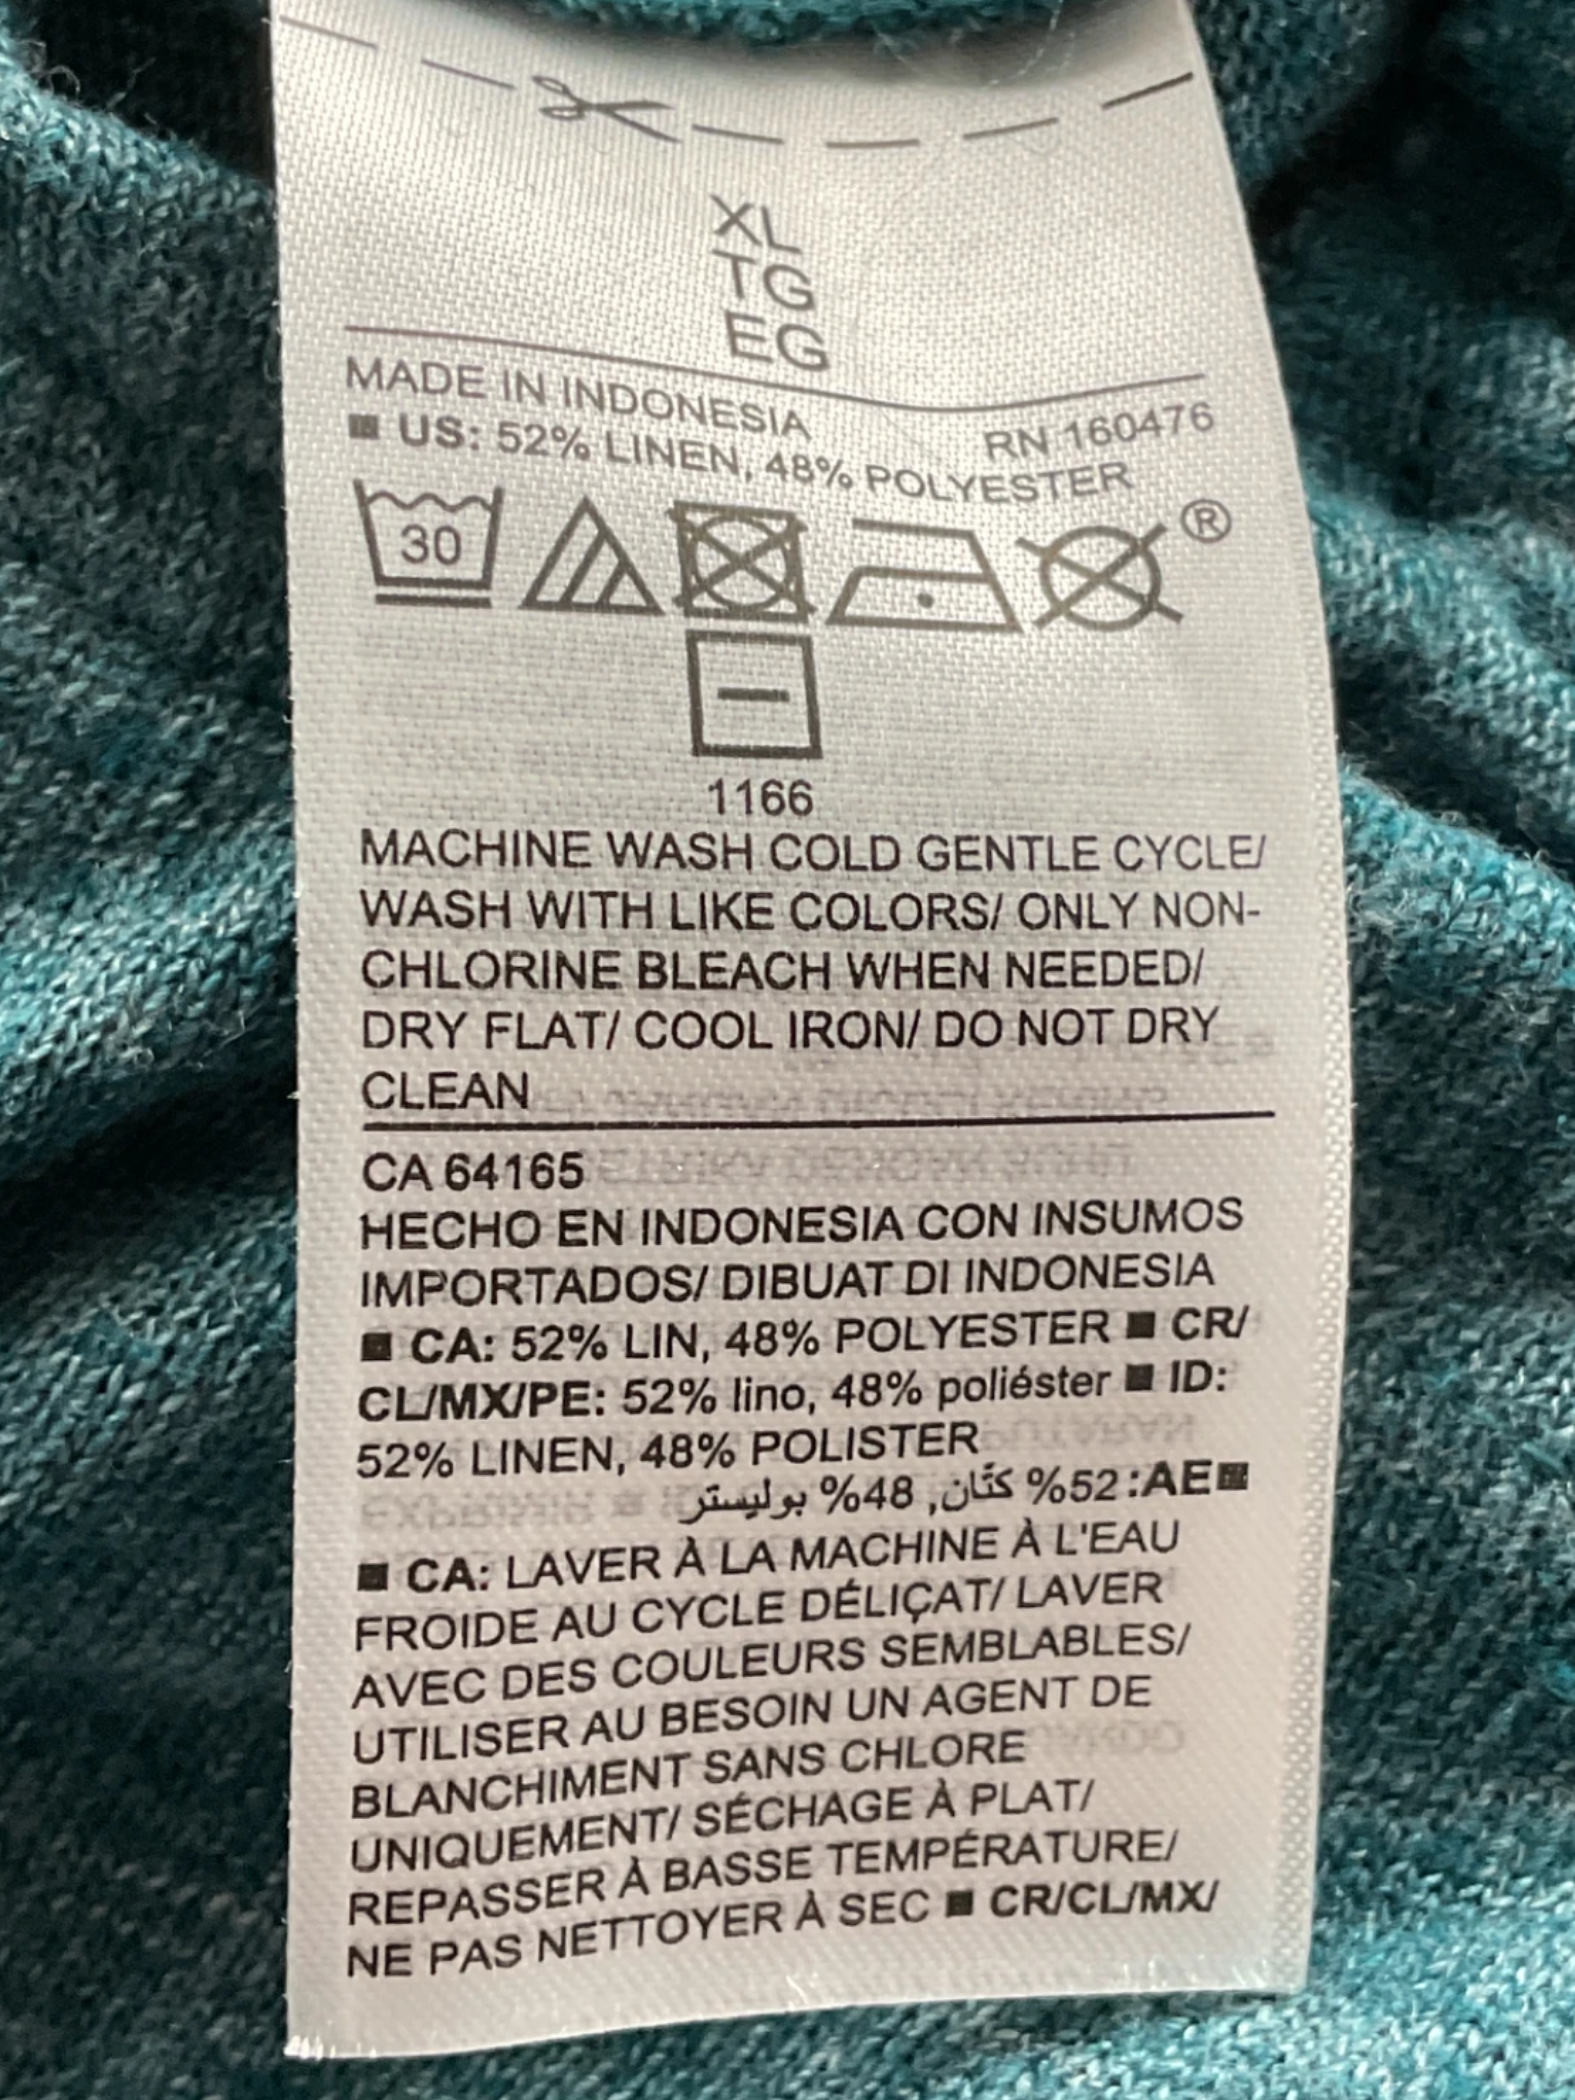 XL
TG
EG
MADE IN INDONESIA
RN 160476
■ US: 52% LINEN, 48% POLYESTER
30
®
1166
MACHINE WASH COLD GENTLE CYCLE/
WASH WITH LIKE COLORS/ ONLY NON-
CHLORINE BLEACH WHEN NEEDED/
DRY FLAT/ COOL IRON/ DO NOT DRY
CLEAN
CA 64165
HECHO EN INDONESIA CON INSUMOS
IMPORTADOS/ DIBUAT DI INDONESIA
■ CA: 52% LIN, 48% POLYESTER ■ CR/
CL/MX/PE: 52% lino, 48% poliéster ■ ID:
52% LINEN, 48% POLISTER
■AE: 52% كتّان, 48% بوليستر
■ CA: LAVER À LA MACHINE À L'EAU
FROIDE AU CYCLE DÉLIÇAT/ LAVER
AVEC DES COULEURS SEMBLABLES/
UTILISER AU BESOIN UN AGENT DE
BLANCHIMENT SANS CHLORE
UNIQUEMENT/ SÉCHAGE À PLAT/
REPASSER À BASSE TEMPÉRATURE/
NE PAS NETTOYER À SEC ■ CR/CL/MX/